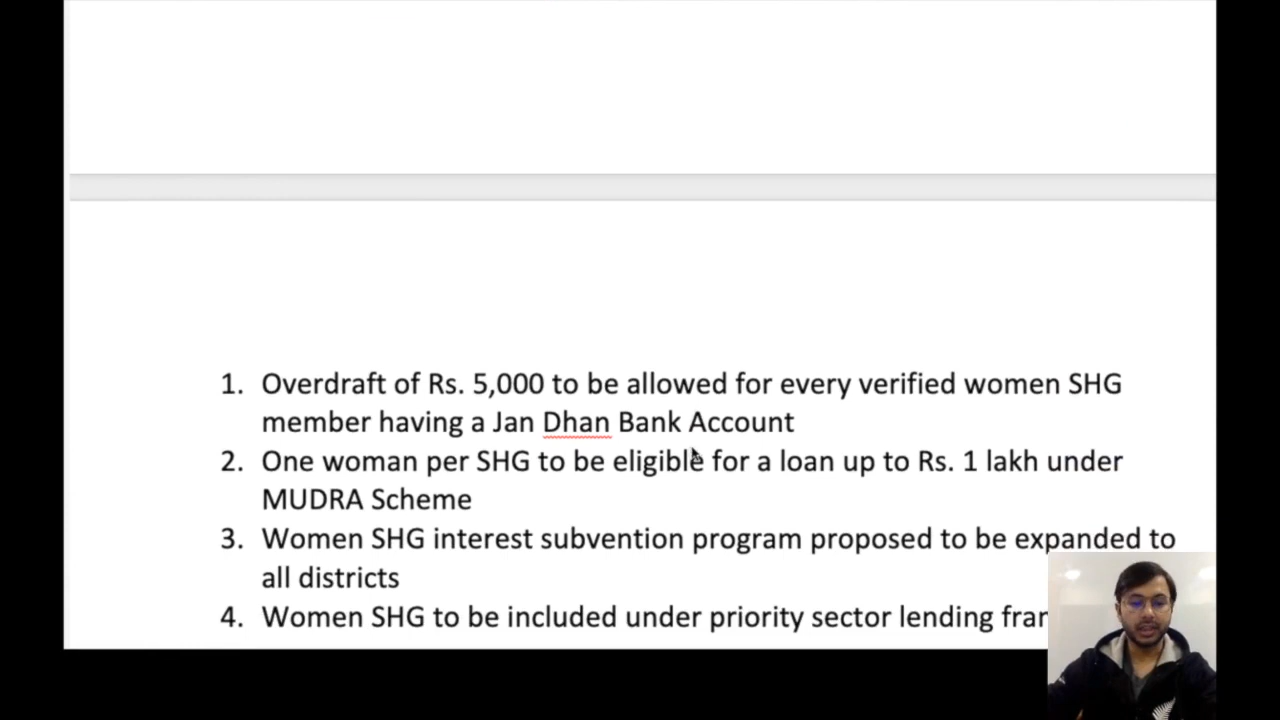 1. Overdraft of Rs. 5,000 to be allowed for every verified women SHG
member having a Jan Dhan Bank Account
2. One woman per SHG to be eligible for a loan up to Rs. 1 lakh under
MUDRA Scheme
3. Women SHG interest subvention program proposed to be expanded to
all districts
4. Women SHG to be included under priority sector lending